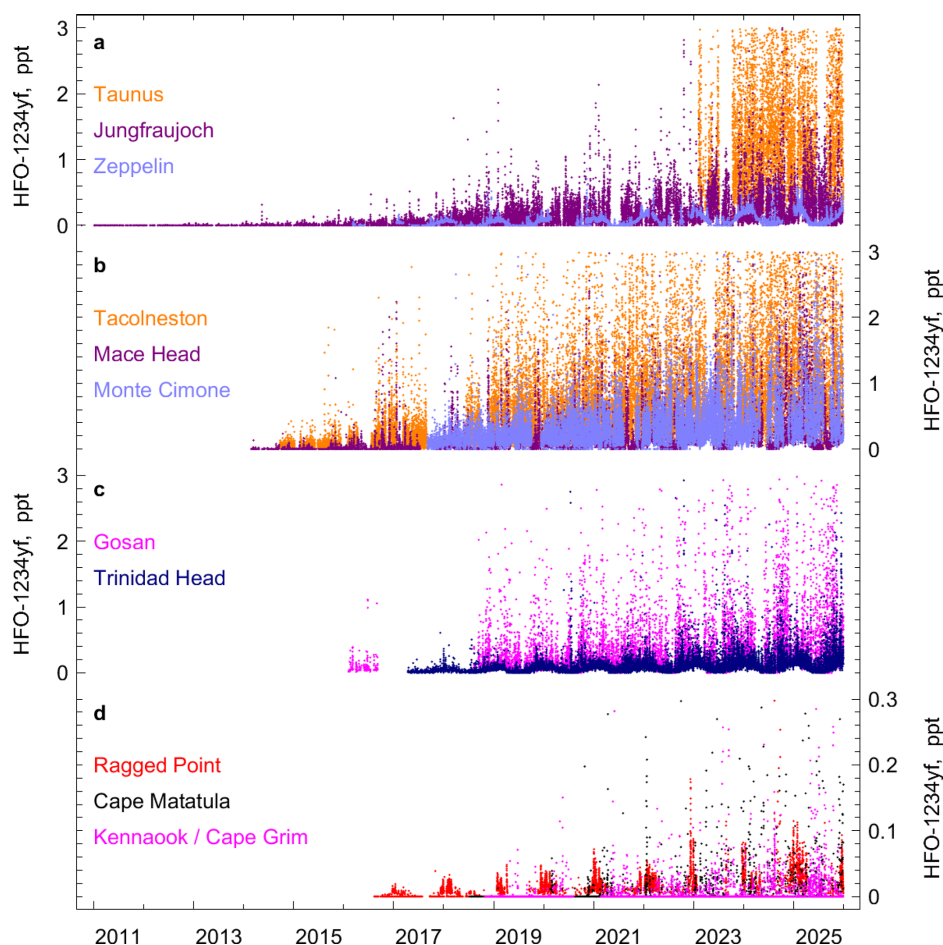 a
3
2
1
0
HFO-1234yf, ppt
Taunus
Jungfraujoch
Zeppelin
b
3
2
1
0
HFO-1234yf, ppt
Tacolneston
Mace Head
Monte Cimone
c
3
2
1
0
HFO-1234yf, ppt
Gosan
Trinidad Head
d
0.3
0.2
0.1
0
HFO-1234yf, ppt
Ragged Point
Cape Matatula
Kennaook / Cape Grim
2011 2013 2015 2017 2019 2021 2023 2025